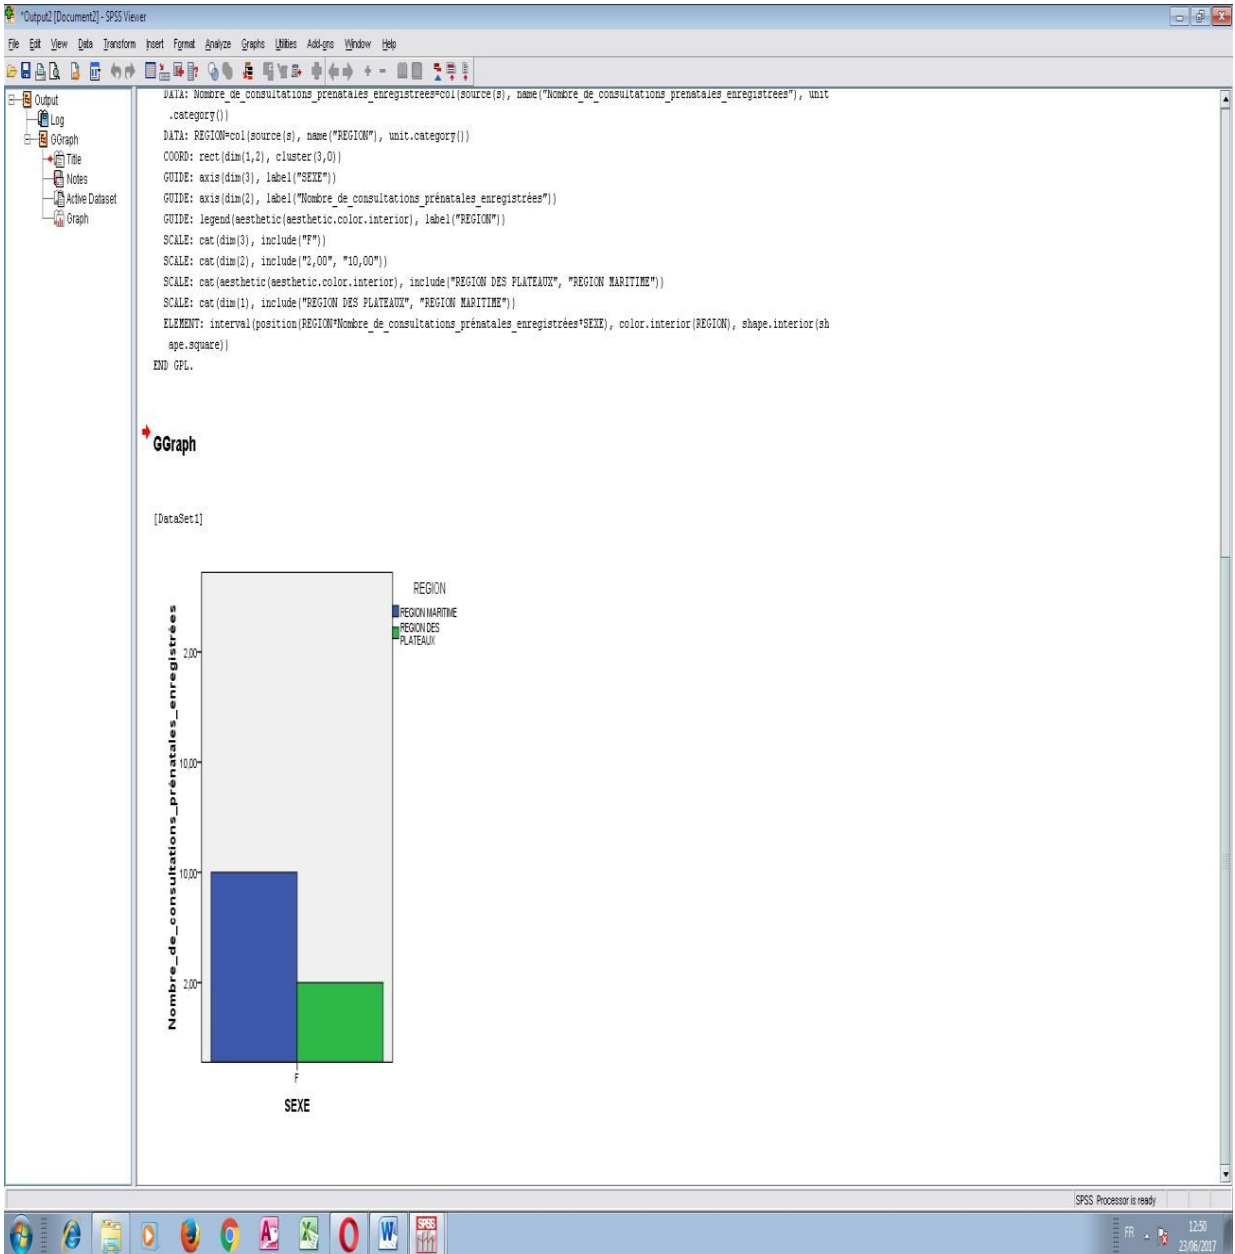 *Output2 [Document2] - SPSS Viewer
File Edit View Data Transform Insert Format Analyze Graphs Utilities Add-ons Window Help
Output
Log
GGraph
Title
Notes
Active Dataset
Graph
DATA: Nombre_de_consultations_prénatales_enregistrées=col(source(s), name("Nombre_de_consultations_prénatales_enregistrées"), unit
.category())
DATA: REGION=col(source(s), name("REGION"), unit.category())
COORD: rect(dim(1,2), cluster(3,0))
GUIDE: axis(dim(3), label("SEXE"))
GUIDE: axis(dim(2), label("Nombre_de_consultations_prénatales_enregistrées"))
GUIDE: legend(aesthetic(aesthetic.color.interior), label("REGION"))
SCALE: cat(dim(3), include("F"))
SCALE: cat(dim(2), include("2,00", "10,00"))
SCALE: cat(aesthetic(aesthetic.color.interior), include("REGION DES PLATEAUX", "REGION MARITIME"))
SCALE: cat(dim(1), include("REGION DES PLATEAUX", "REGION MARITIME"))
ELEMENT: interval(position(REGION*Nombre_de_consultations_prénatales_enregistrées*SEXE), color.interior(REGION), shape.interior(sh
ape.square))
END GPL.
GGraph
[DataSet1]
REGION
REGION MARITIME
REGION DES
PLATEAUX
Nombre_de_consultations_prénatales_enregistrées
2,00
10,00
10,00
2,00
F
SEXE
SPSS Processor is ready
SPSS
FR
12:50
23/06/2017